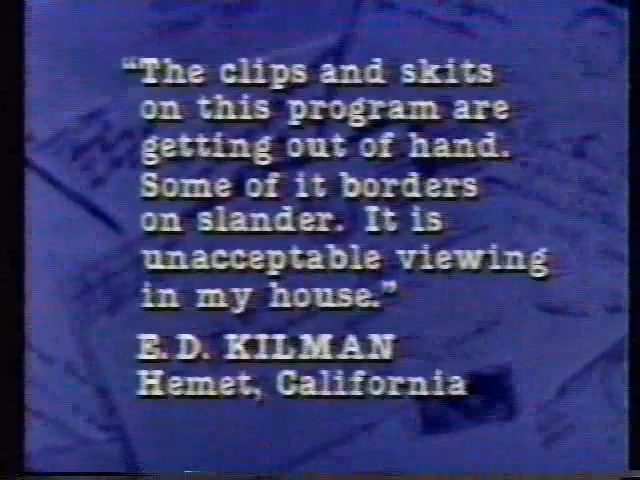 “The clips and skits
on this program are
getting out of hand.
Some of it borders
on slander. It is
unacceptable viewing
in my house.”
E. D. KILMAN
Hemet, California